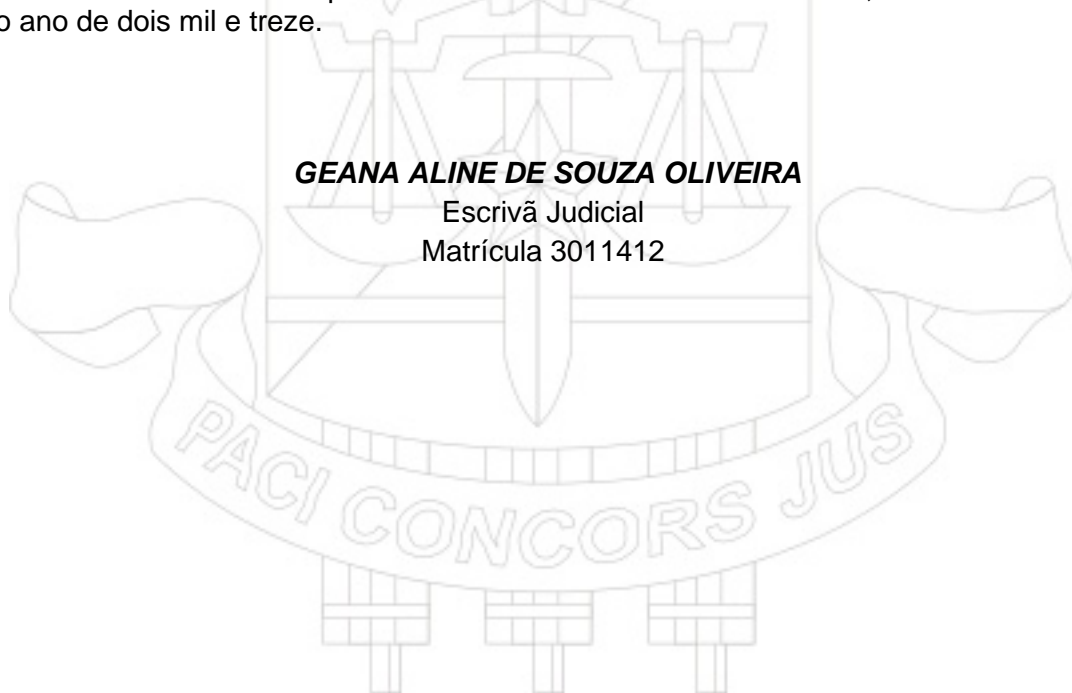 o ano de dois mil e treze.
GEANA ALINE DE SOUZA OLIVEIRA
Escrivã Judicial
Matrícula 3011412
PACI CONCORS JUS